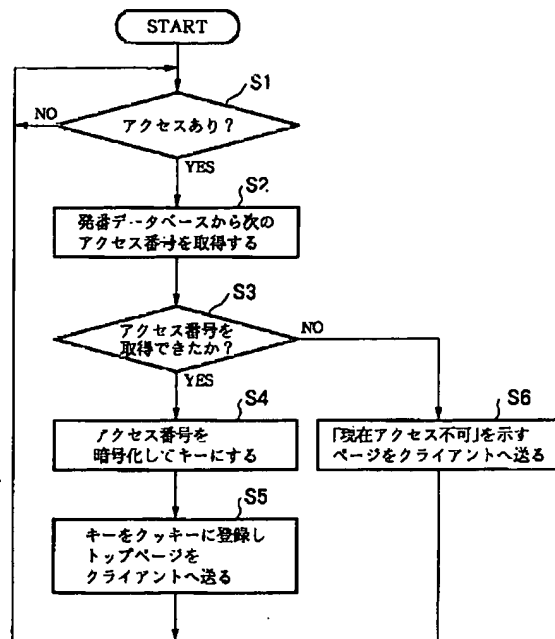 START
S1
NO
アクセスあり？
YES
S2
発番データベースから次の
アクセス番号を取得する
S3
アクセス番号を
取得できたか？
NO
YES
S4
アクセス番号を
暗号化してキーにする
S6
「現在アクセス不可」を示す
ページをクライアントへ送る
S5
キーをクッキーに登録し
トップページを
クライアントへ送る